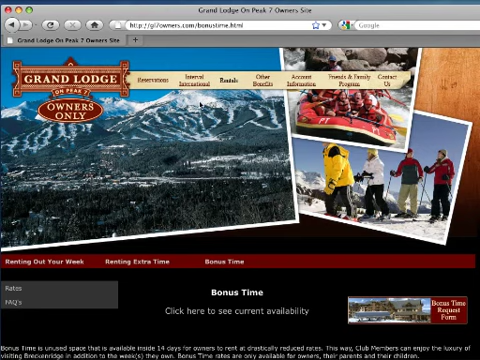 Grand Lodge On Peak 7 Owners Site
http://gl7owners.com/bonustime.html
Google
Grand Lodge On Peak 7 Owners Site
GRAND LODGE
ON PEAK 7
OWNERS
ONLY
Reservations
Interval
International
Rentals
Other
Benefits
Account
Information
Friends & Family
Program
Contact
Us
Renting Out Your Week
Renting Extra Time
Bonus Time
Rates
FAQ's
Bonus Time
Click here to see current availability
Bonus Time
Request
Form
Bonus Time is unused space that is available inside 14 days for owners to rent at drastically reduced rates. This way, Club Members can enjoy the luxury of
visiting Breckenridge in addition to the week(s) they own. Bonus Time rates are only available for owners, their parents and their children.